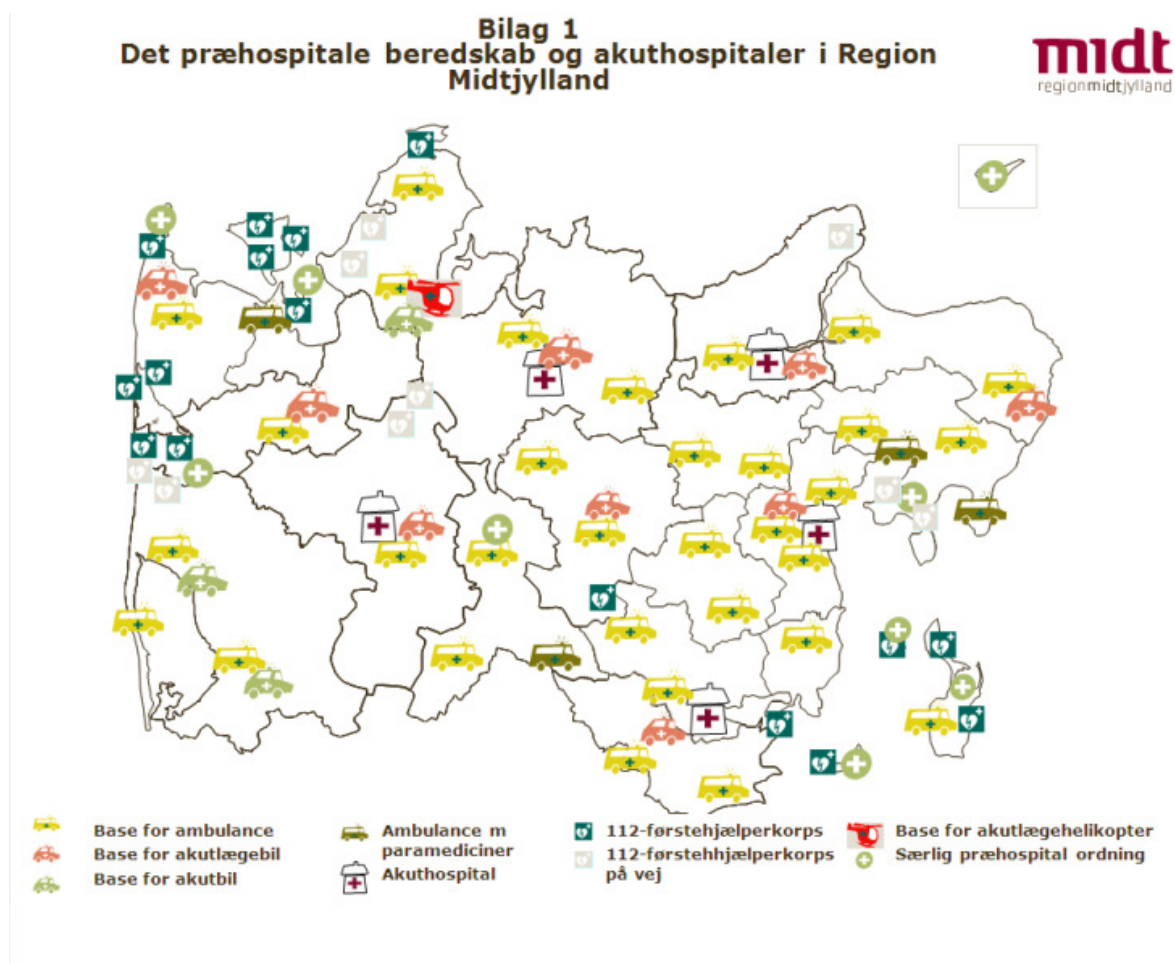 Bilag 1
Det præhospitale beredskab og akuthospitaler i Region
Midtjylland
midt
regionmidtjylland
Base for ambulance
Base for akutlægebil
Base for akutbil
Ambulance m
paramediciner
Akuthospital
112-førstehjælperkorps
112-førstehhjælperkorps
på vej
Base for akutlægehelikopter
Særlig præhospital ordning